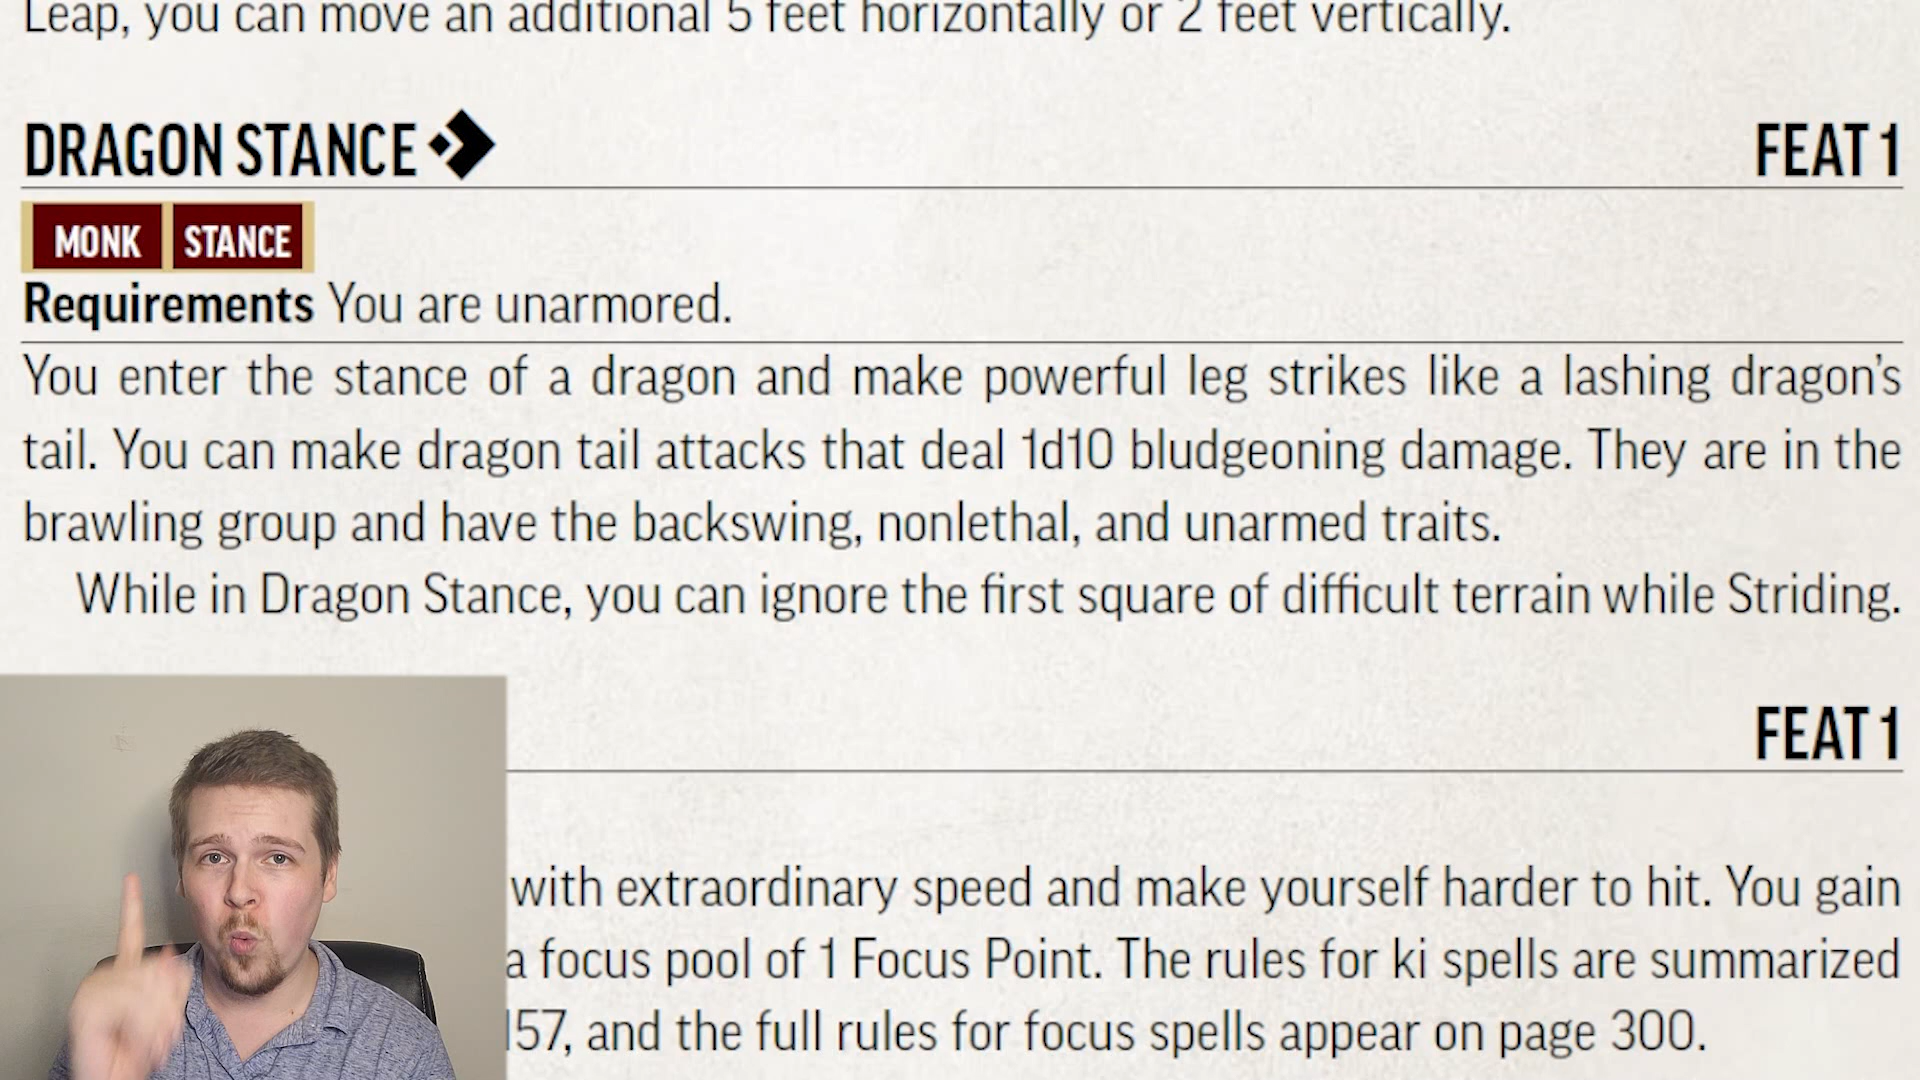 Leap, you can move an additional 5 feet horizontally or 2 feet vertically.
DRAGON STANCE FEAT 1
MONK STANCE
Requirements You are unarmored.
You enter the stance of a dragon and make powerful leg strikes like a lashing dragon's
tail. You can make dragon tail attacks that deal 1d10 bludgeoning damage. They are in the
brawling group and have the backswing, nonlethal, and unarmed traits.
While in Dragon Stance, you can ignore the first square of difficult terrain while Striding.
FEAT 1
with extraordinary speed and make yourself harder to hit. You gain
a focus pool of 1 Focus Point. The rules for ki spells are summarized
157, and the full rules for focus spells appear on page 300.